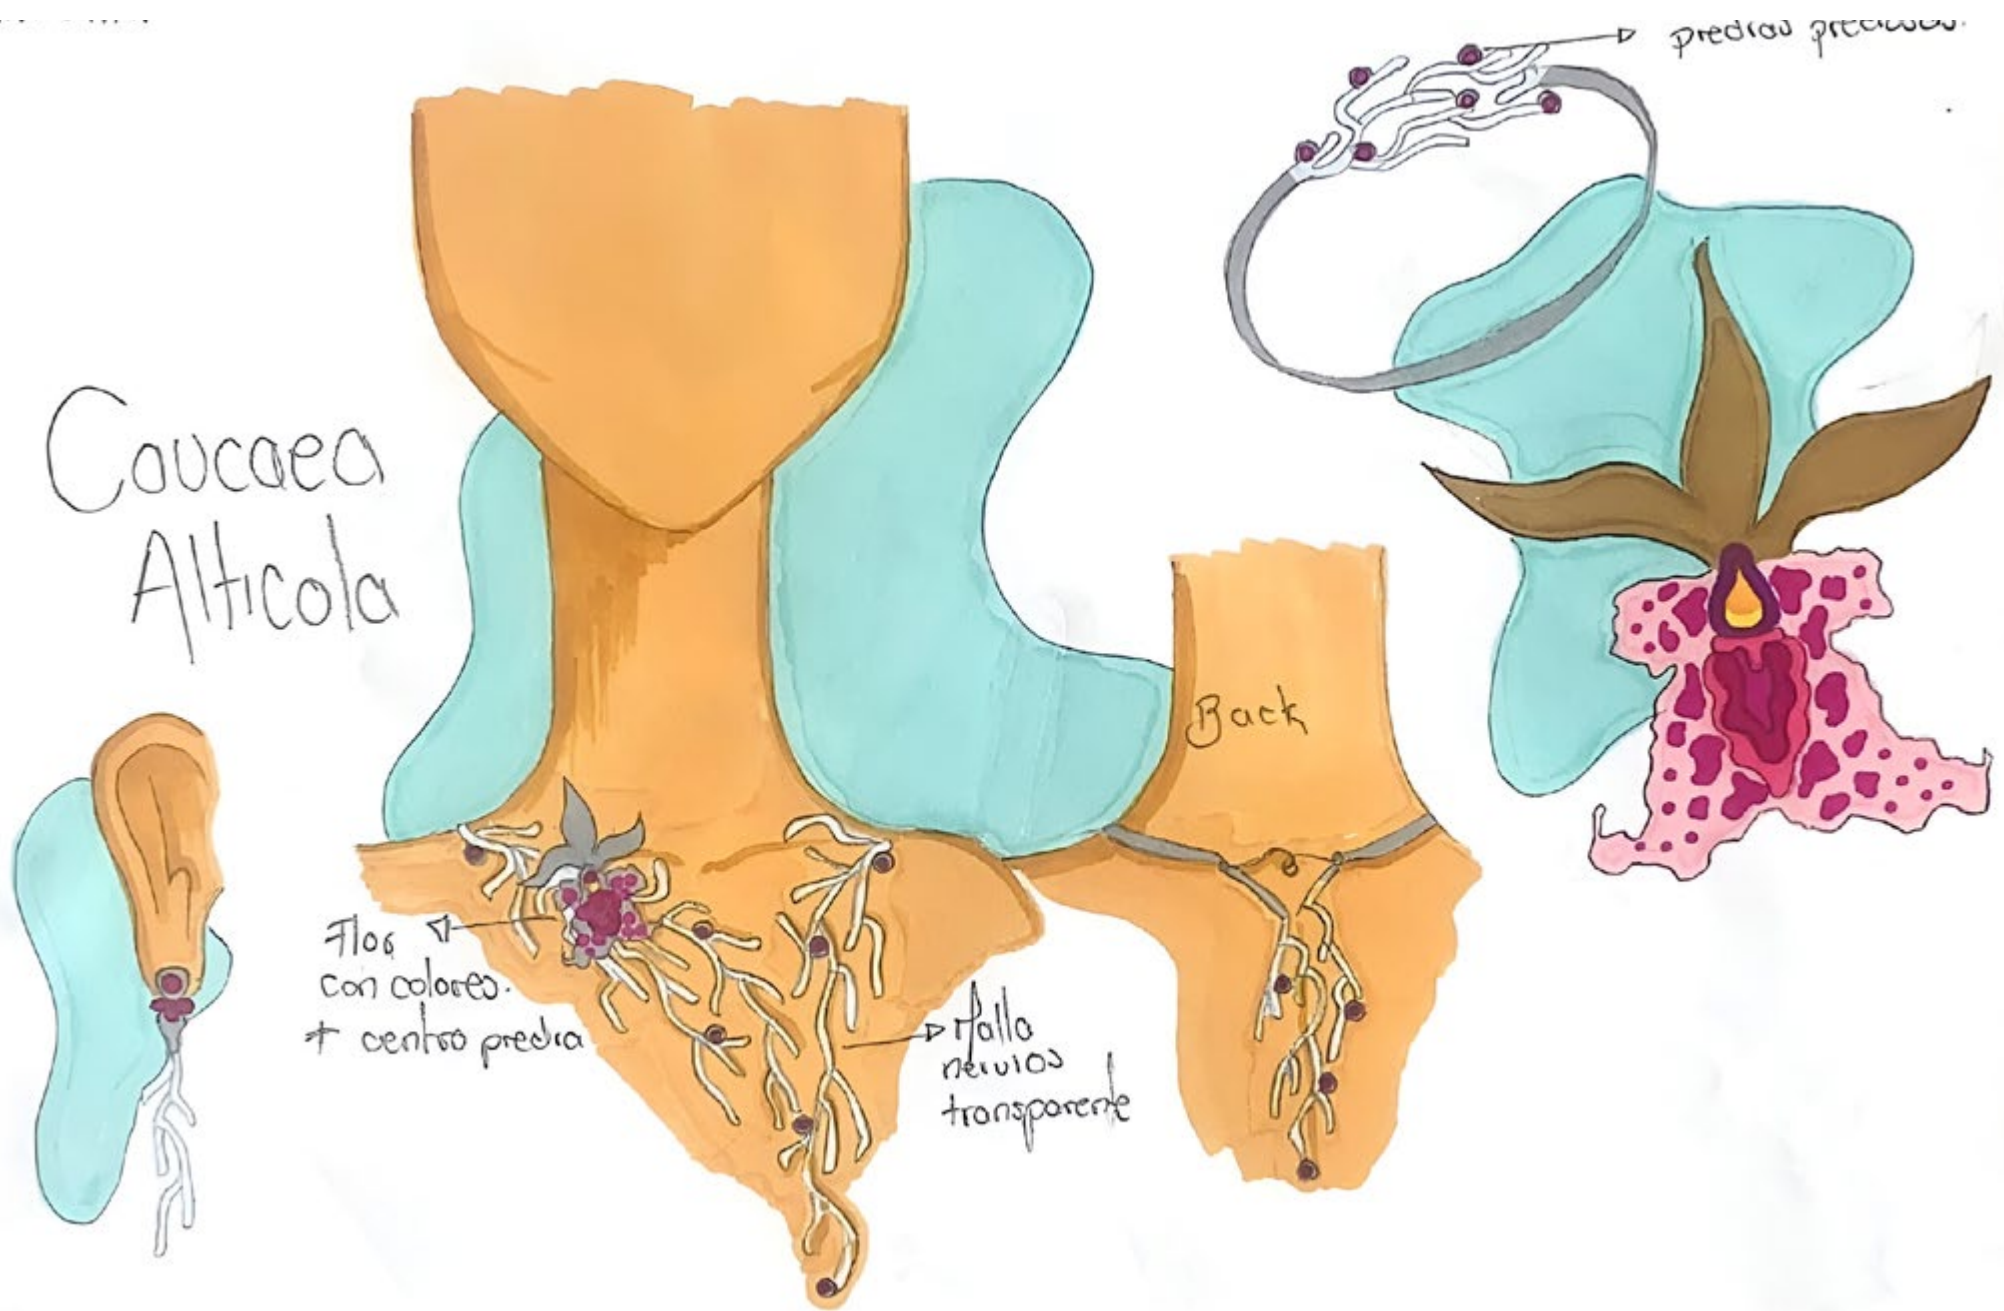 predras preciosas.
Caucaea
Alticola
Back
Flor
con colores.
+ centro predra
Malla
nervios
transparente